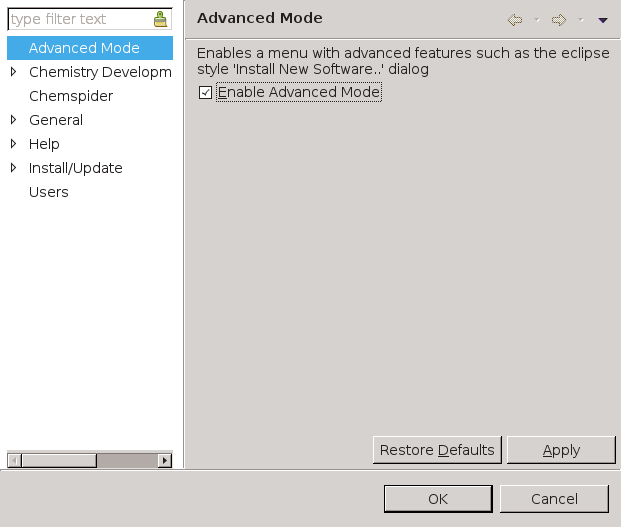 type filter text
Advanced Mode
Chemistry Developm
Chemspider
General
Help
Install/Update
Users
Advanced Mode
Enables a menu with advanced features such as the eclipse
style 'Install New Software..' dialog
Enable Advanced Mode
Restore Defaults
Apply
OK
Cancel